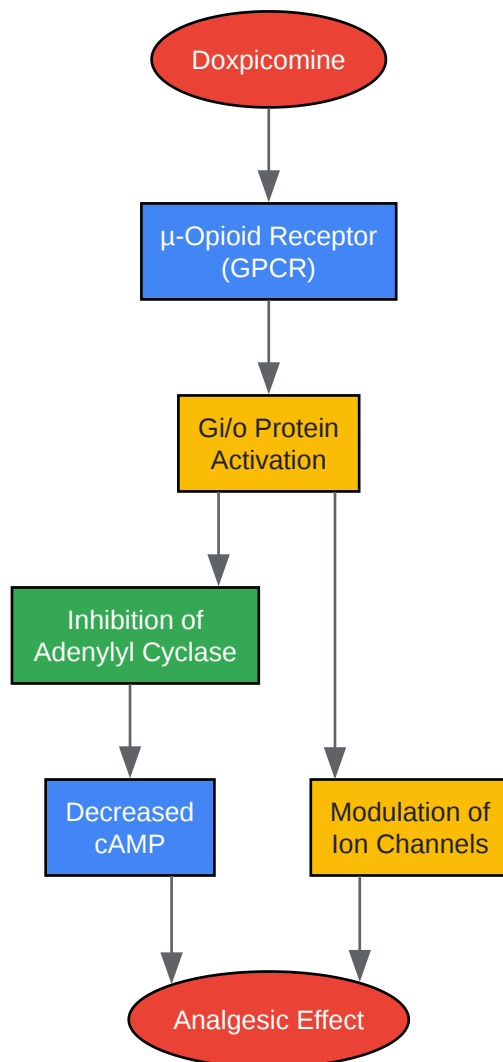 Doxpicomine
µ-Opioid Receptor
(GPCR)
Gi/o Protein
Activation
Inhibition of
Adenylyl Cyclase
Decreased
cAMP
Modulation of
Ion Channels
Analgesic Effect